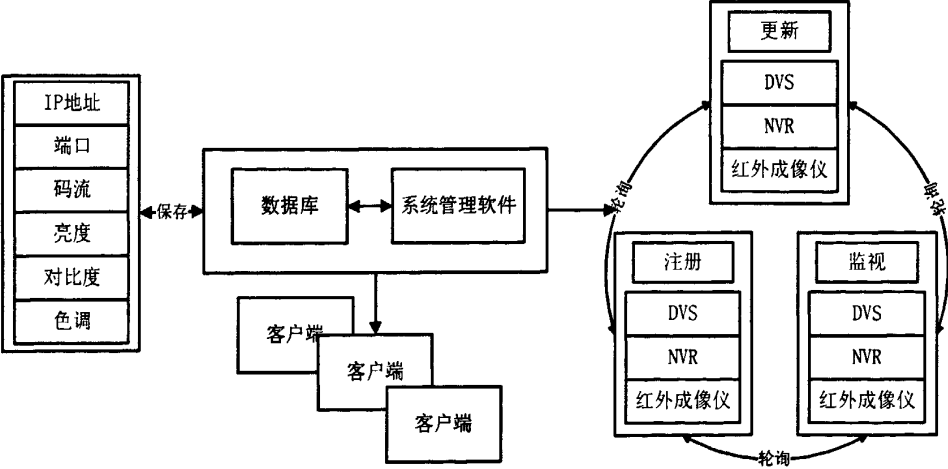 IP地址
端口
码流
亮度
对比度
色调
保存
数据库
系统管理软件
客户端
客户端
客户端
更新
DVS
NVR
红外成像仪
轮询
轮询
注册
DVS
NVR
红外成像仪
监视
DVS
NVR
红外成像仪
轮询